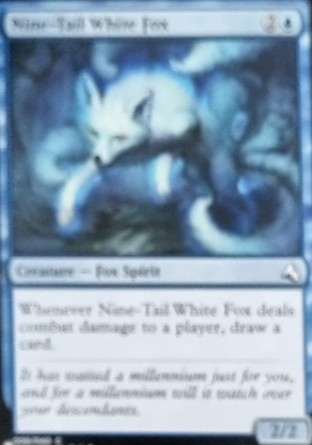 Nine-Tail White Fox 2
Creature — Fox Spirit
Whenever Nine-Tail White Fox deals
combat damage to a player, draw a
card.
It has waited a millennium just for you,
and for a millennium will it watch over
your descendants.
2/2